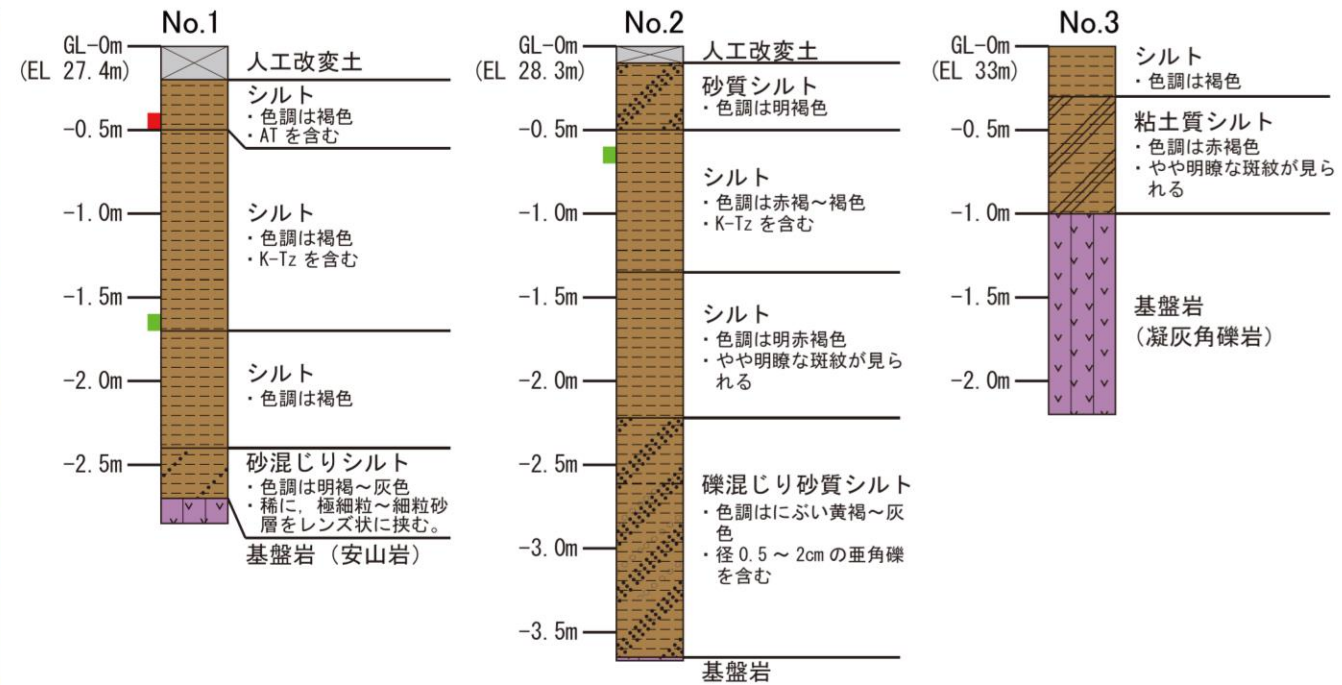 No.1
GL-0m
(EL 27.4m)
-0.5m
-1.0m
-1.5m
-2.0m
-2.5m
人工改変土
シルト
・色調は褐色
・AT を含む
シルト
・色調は褐色
・K-Tz を含む
シルト
・色調は褐色
砂混じりシルト
・色調は明褐～灰色
・稀に，極細粒～細粒砂
層をレンズ状に挟む。
基盤岩（安山岩）
No.2
GL-0m
(EL 28.3m)
-0.5m
-1.0m
-1.5m
-2.0m
-2.5m
-3.0m
-3.5m
人工改変土
砂質シルト
・色調は明褐色
シルト
・色調は赤褐～褐色
・K-Tz を含む
シルト
・色調は明赤褐色
・やや明瞭な斑紋が見ら
れる
礫混じり砂質シルト
・色調はにぶい黄褐～灰
色
・径 0.5 ～ 2cm の亜角礫
を含む
基盤岩
No.3
GL-0m
(EL 33m)
-0.5m
-1.0m
-1.5m
-2.0m
シルト
・色調は褐色
粘土質シルト
・色調は赤褐色
・やや明瞭な斑紋が見ら
れる
基盤岩
（凝灰角礫岩）